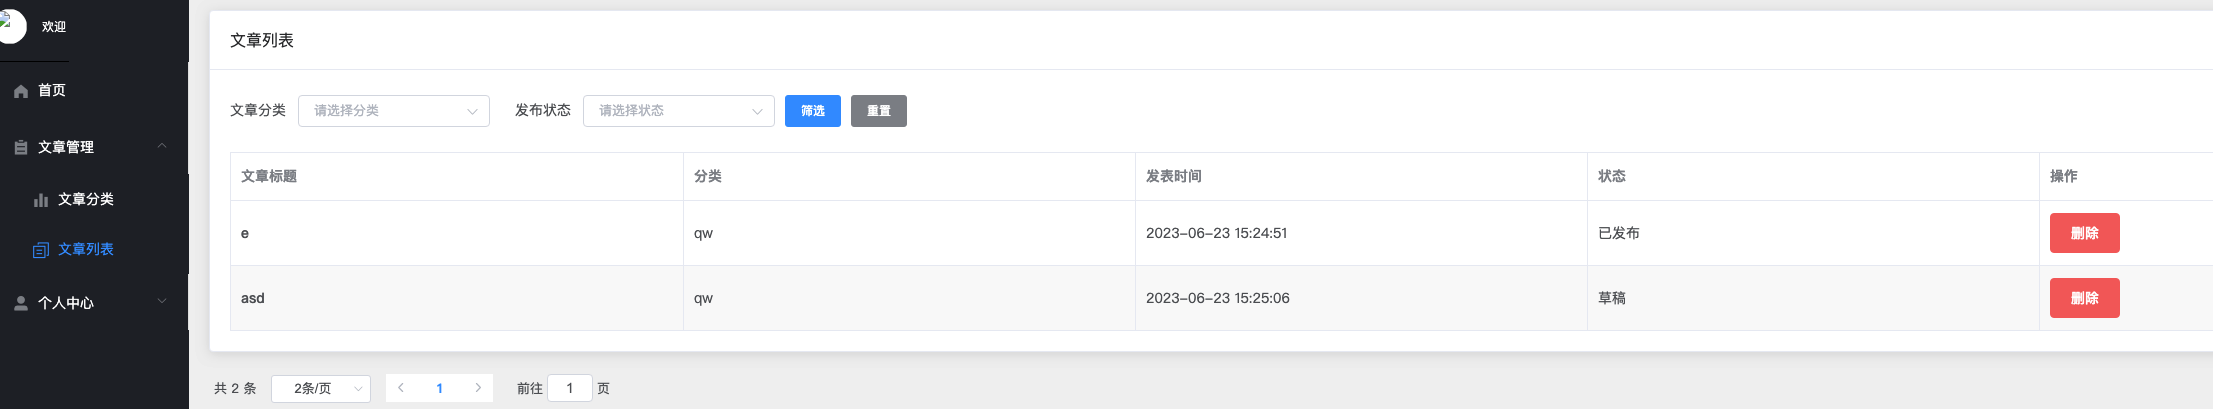 欢迎
首页
文章管理
文章分类
文章列表
个人中心
文章列表
文章分类 请选择分类 发布状态 请选择状态 筛选 重置
文章标题 分类 发表时间 状态 操作
e qw 2023-06-23 15:24:51 已发布 删除
asd qw 2023-06-23 15:25:06 草稿 删除
共 2 条 2条/页 1 前往 1 页